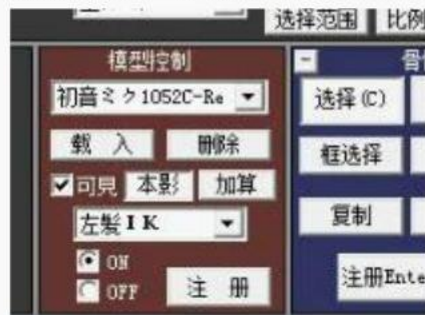 选择范围 比例
模型控制
初音ミク1052C-Re
载 入 删除
可見 本影 加算
左髪ＩＫ
ON
OFF 注 册
骨
选择(C)
框选择
复制
注册Ente